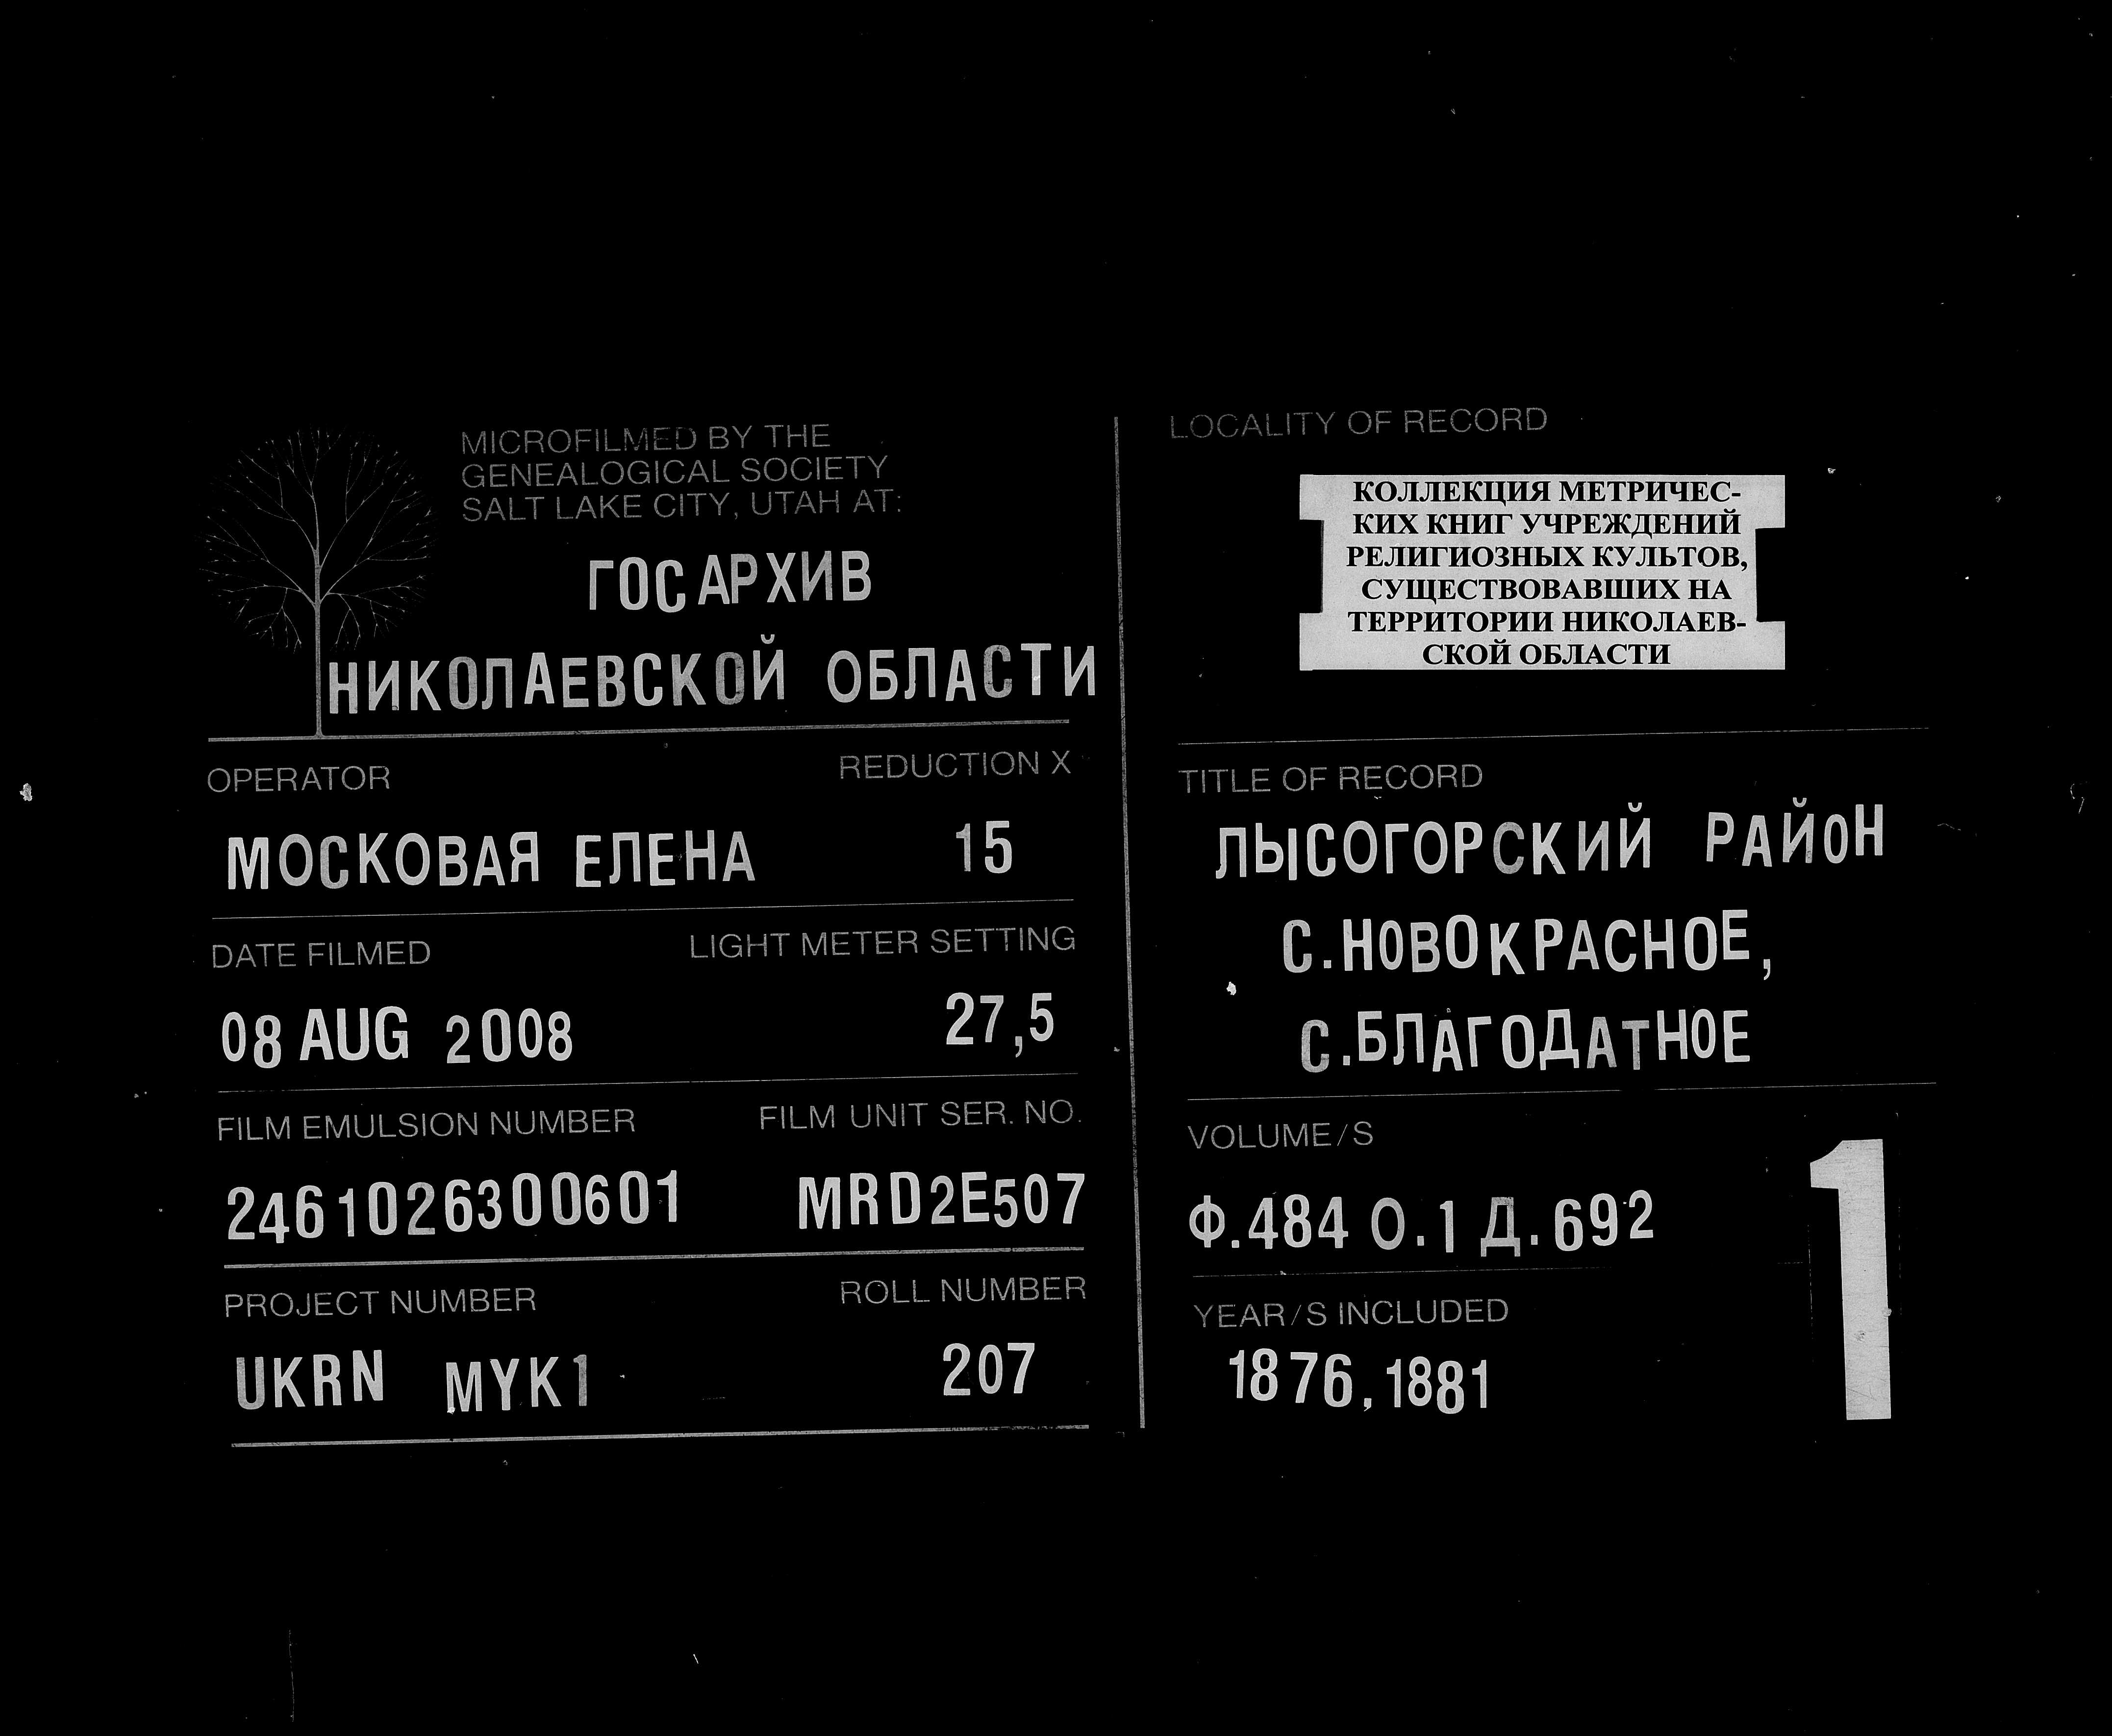 MICROFILMED BY THE
GENEALOGICAL SOCIETY
SALT LAKE CITY, UTAH AT:
ГОСАРХИВ
НИКОЛАЕВСКОЙ ОБЛАСТИ
OPERATOR REDUCTION X
МОСКОВАЯ ЕЛЕНА 15
DATE FILMED LIGHT METER SETTING
08 AUG 2008 27,5
FILM EMULSION NUMBER FILM UNIT SER. NO.
2461026300601 MRD2E507
PROJECT NUMBER ROLL NUMBER
UKRN MYK1 207
LOCALITY OF RECORD
КОЛЛЕКЦИЯ МЕТРИЧЕС-
КИХ КНИГ УЧРЕЖДЕНИЙ
РЕЛИГИОЗНЫХ КУЛЬТОВ,
СУЩЕСТВОВАВШИХ НА
ТЕРРИТОРИИ НИКОЛАЕВ-
СКОЙ ОБЛАСТИ
TITLE OF RECORD
ЛЫСОГОРСКИЙ РАЙОН
С.НОВОКРАСНОЕ,
С.БЛАГОДАТНОЕ
VOLUME/S
Ф.484 О.1 Д.692
YEAR/S INCLUDED
1876,1881
1